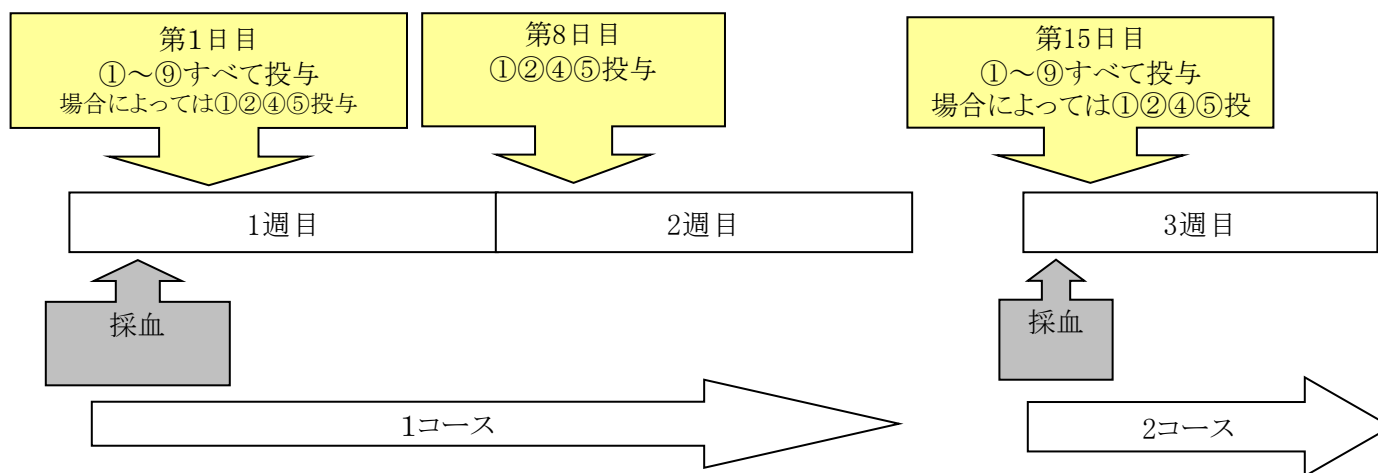 第1日目
①～⑨すべて投与
場合によっては①②④⑤投与
第8日目
①②④⑤投与
第15日目
①～⑨すべて投与
場合によっては①②④⑤投
1週目
2週目
3週目
採血
採血
1コース
2コース